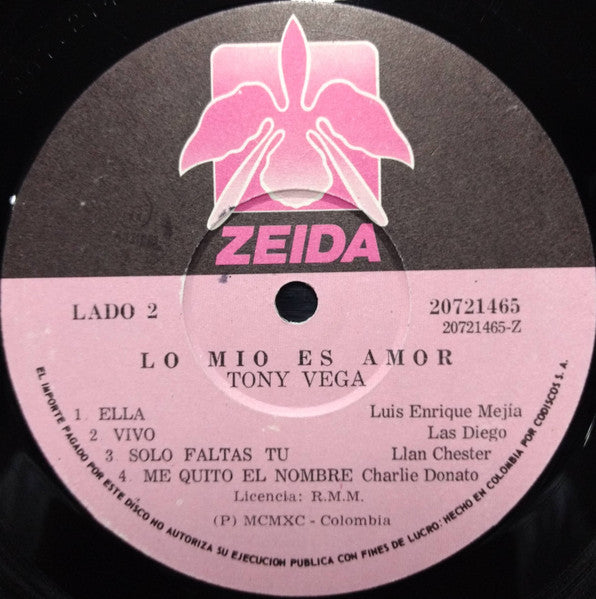 ZEIDA
LADO 2
20721465
20721465-Z
LO MIO ES AMOR
TONY VEGA
1. ELLA Luis Enrique Mejía
2 VIVO Las Diego
3 SOLO FALTAS TU Llan Chester
4. ME QUITO EL NOMBRE Charlie Donato
Licencia: R.M.M.
(P) MCMXC - Colombia
EL IMPORTE PAGADO POR ESTE DISCO NO AUTORIZA SU EJECUCION PUBLICA CON FINES DE LUCRO: HECHO EN COLOMBIA POR CODISCOS S. A.